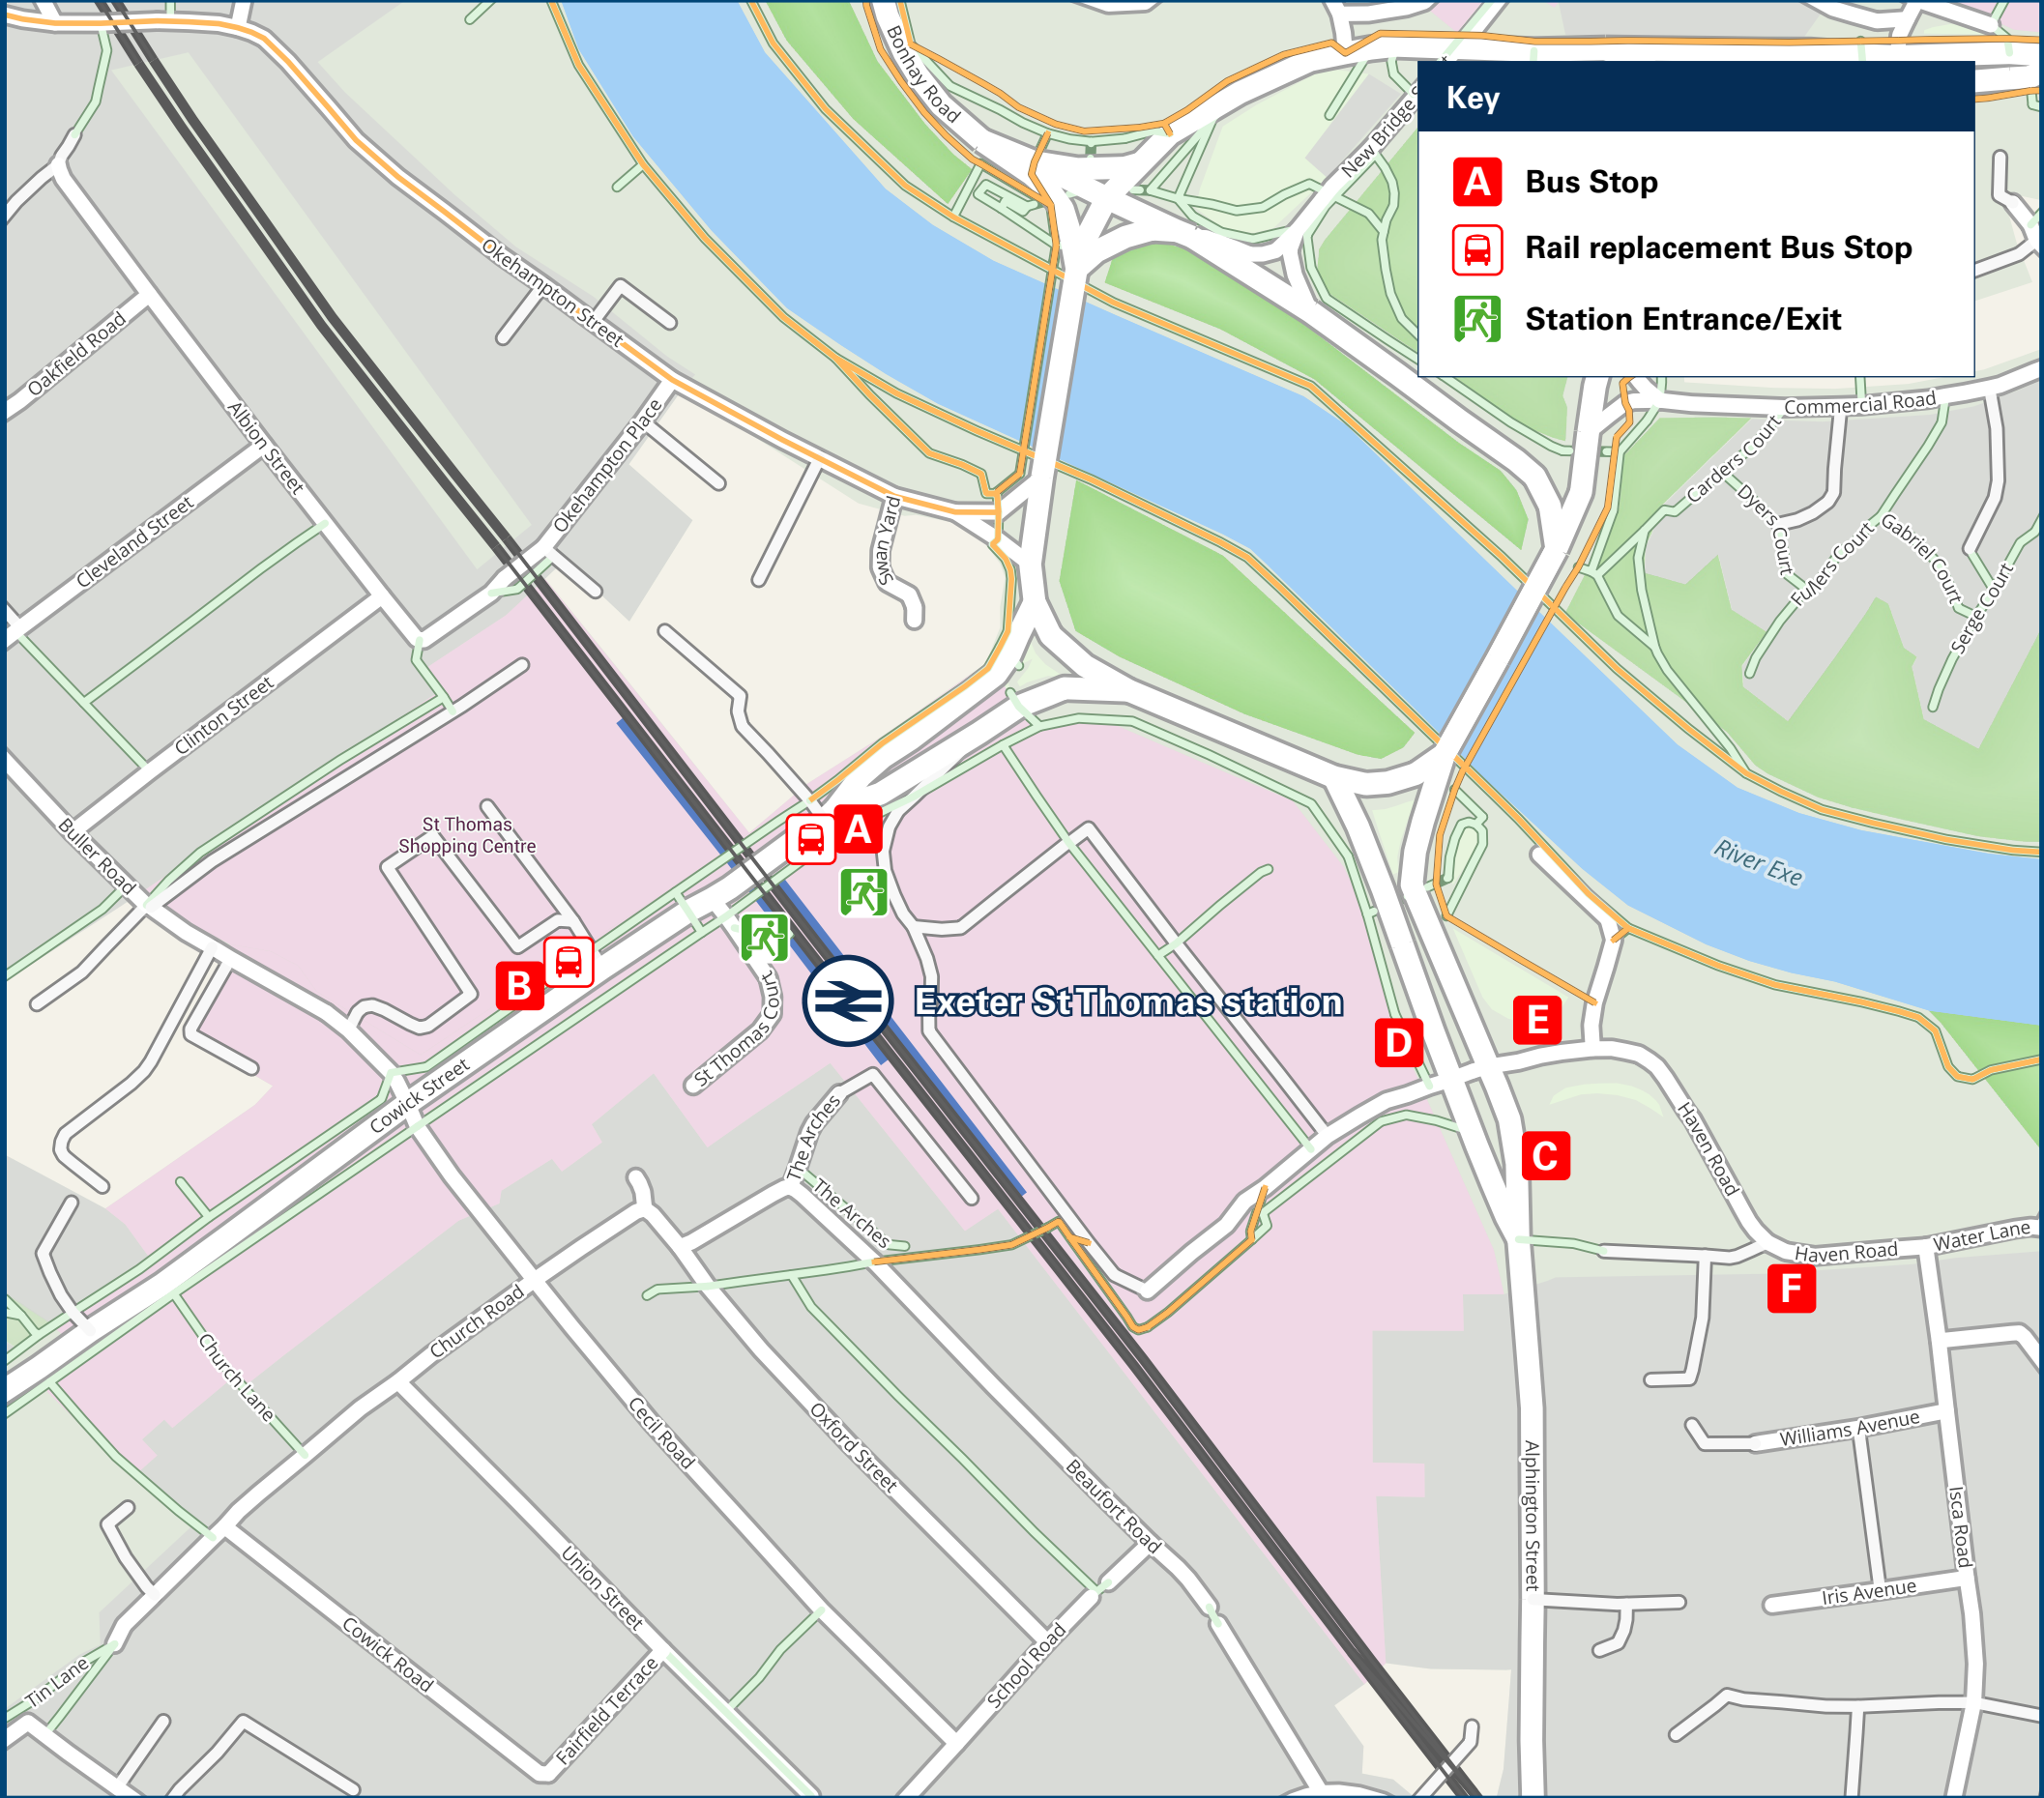 Bonhay Road
New Bridge S
Key
A Bus Stop
Rail replacement Bus Stop
Station Entrance/Exit
Okehampton Street
Oakfield Road
Albion Street
Okehampton Place
Commercial Road
Carders Court
Dyers Court
Fullers Court
Gabriel Court
Serge Court
Cleveland Street
Swan Yard
Clinton Street
Buller Road
St Thomas
Shopping Centre
A
River Exe
B
Exeter St Thomas station
St Thomas Court
D
E
Cowick Street
The Arches
The Arches
C
Haven Road
Haven Road
Water Lane
F
Church Road
Church Lane
Cecil Road
Oxford Street
Beaufort Road
Alphington Street
Williams Avenue
Isca Road
Iris Avenue
Union Street
Cowick Road
School Road
Fairfield Terrace
Tin Lane